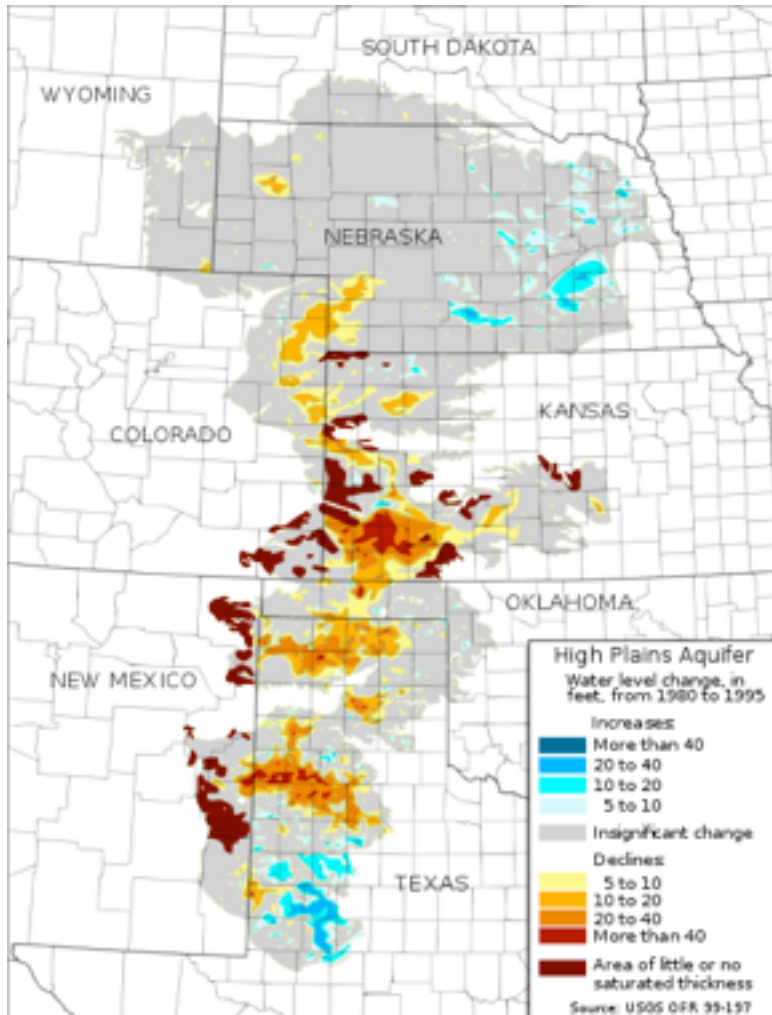 SOUTH DAKOTA
WYOMING
NEBRASKA
KANSAS
COLORADO
OKLAHOMA
NEW MEXICO
TEXAS
High Plains Aquifer
Water level change, in
feet, from 1980 to 1995
Increases:
More than 40
20 to 40
10 to 20
5 to 10
Insignificant change
Declines:
5 to 10
10 to 20
20 to 40
More than 40
Area of little or no
saturated thickness
Source: USGS OFR 99-197